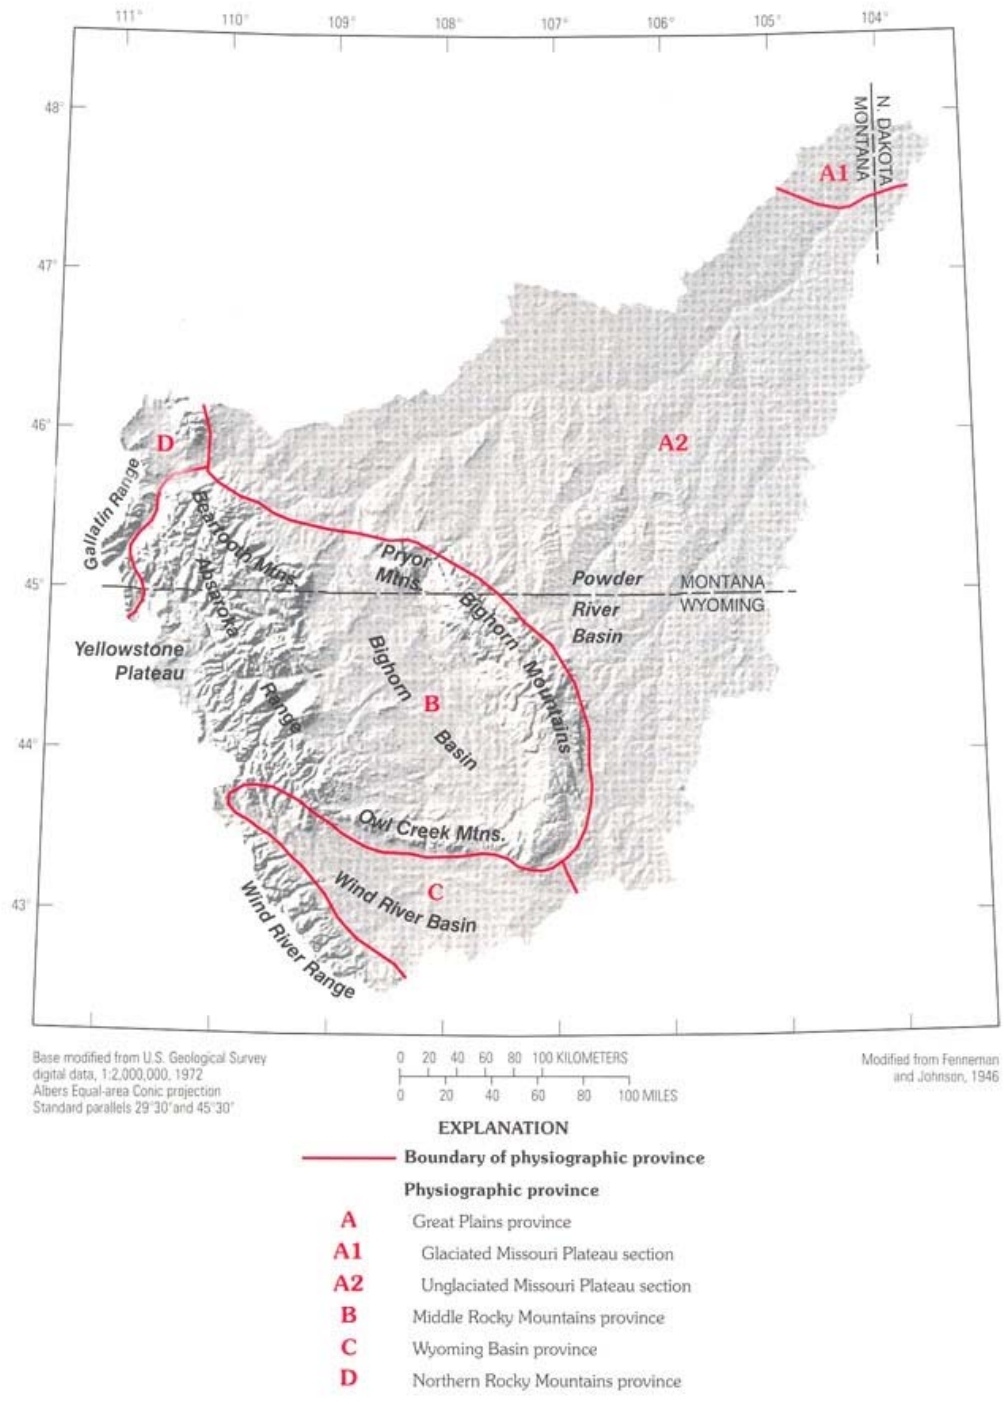 111° 110° 109° 108° 107° 106° 105° 104°
48°
N. DAKOTA
MONTANA
A1
47°
46°
D
A2
Gallatin Range
Beartooth Mtns.
Pryor
Mtns.
Absaroka
Range
45°
Powder
River
Basin
MONTANA
WYOMING
Bighorn
Mountains
Yellowstone
Plateau
Bighorn
Basin
B
44°
Owl Creek Mtns.
C
Wind River Basin
43°
Wind River Range
Base modified from U.S. Geological Survey
digital data, 1:2,000,000, 1972
Albers Equal-area Conic projection
Standard parallels 29°30'and 45°30'
0 20 40 60 80 100 KILOMETERS
0 20 40 60 80 100 MILES
Modified from Fenneman
and Johnson, 1946
EXPLANATION
Boundary of physiographic province
Physiographic province
A Great Plains province
A1 Glaciated Missouri Plateau section
A2 Unglaciated Missouri Plateau section
B Middle Rocky Mountains province
C Wyoming Basin province
D Northern Rocky Mountains province